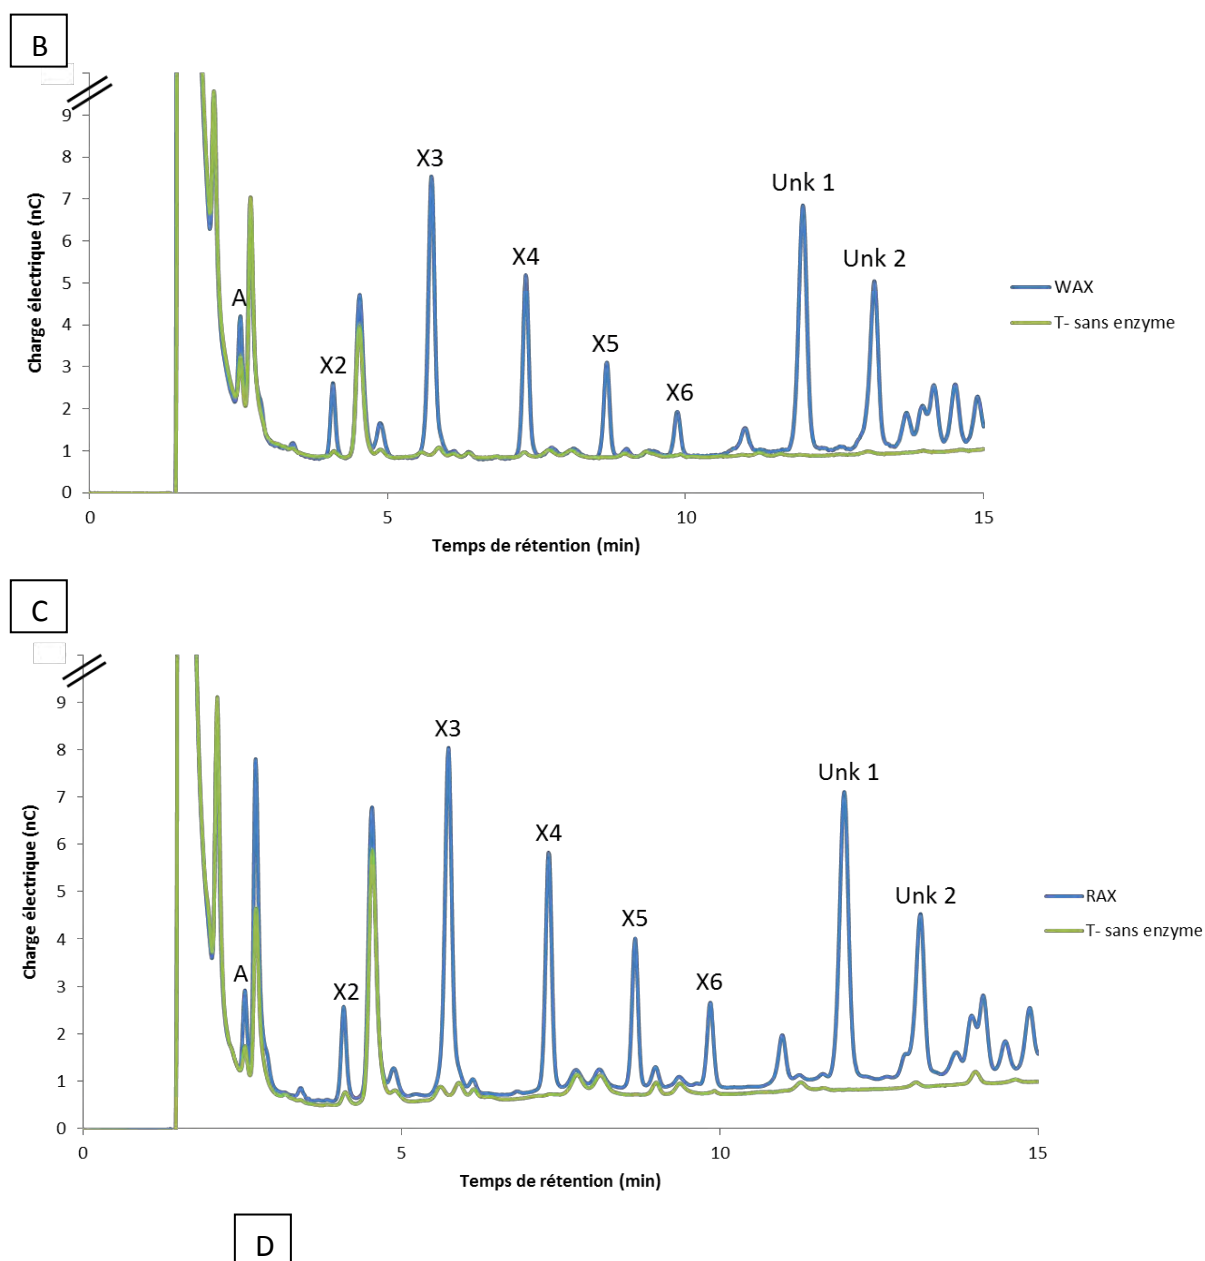 B
9
8
7
6
5
4
3
2
1
0
Charge électrique (nC)
A
X2
X3
X4
X5
X6
Unk 1
Unk 2
WAX
T- sans enzyme
0 5 10 15
Temps de rétention (min)
C
9
8
7
6
5
4
3
2
1
0
Charge électrique (nC)
A
X2
X3
X4
X5
X6
Unk 1
Unk 2
RAX
T- sans enzyme
0 5 10 15
Temps de rétention (min)
D